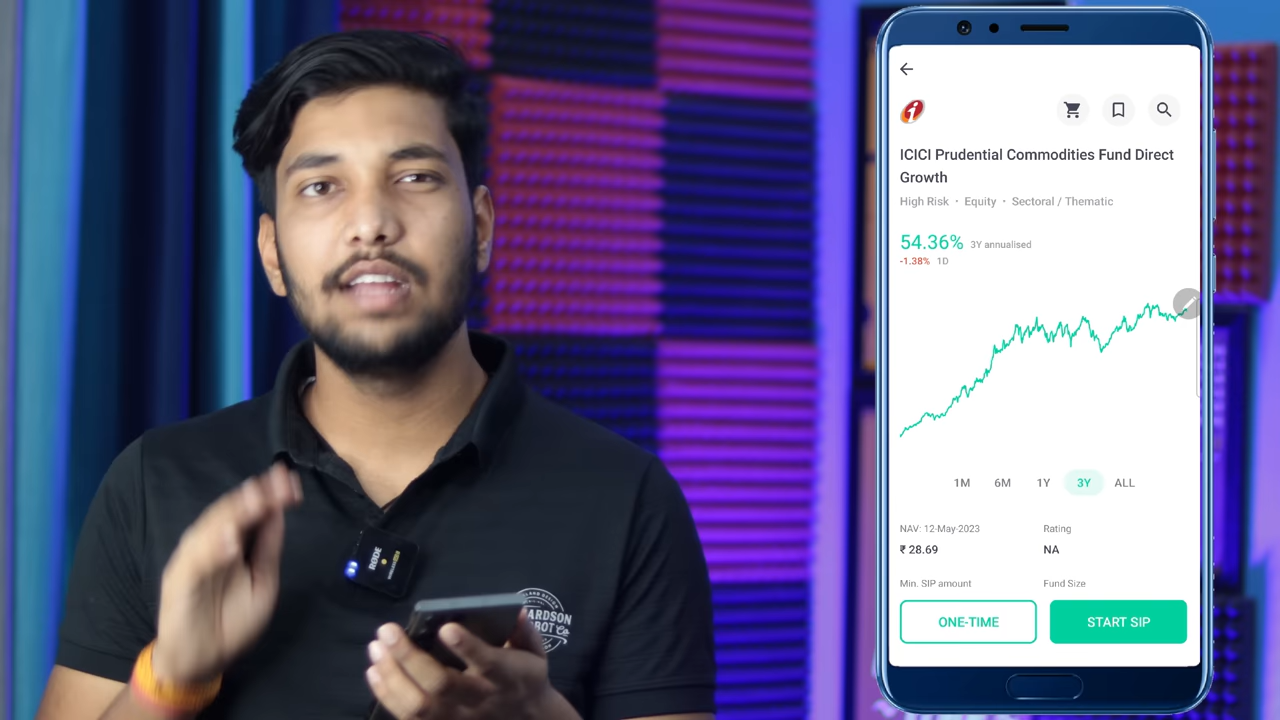 ICICI Prudential Commodities Fund Direct
Growth
High Risk • Equity • Sectoral / Thematic
54.36% 3Y annualised
-1.38% 1D
1M 6M 1Y 3Y ALL
NAV: 12-May-2023 Rating
₹ 28.69 NA
Min. SIP amount Fund Size
ONE-TIME START SIP
RØDE